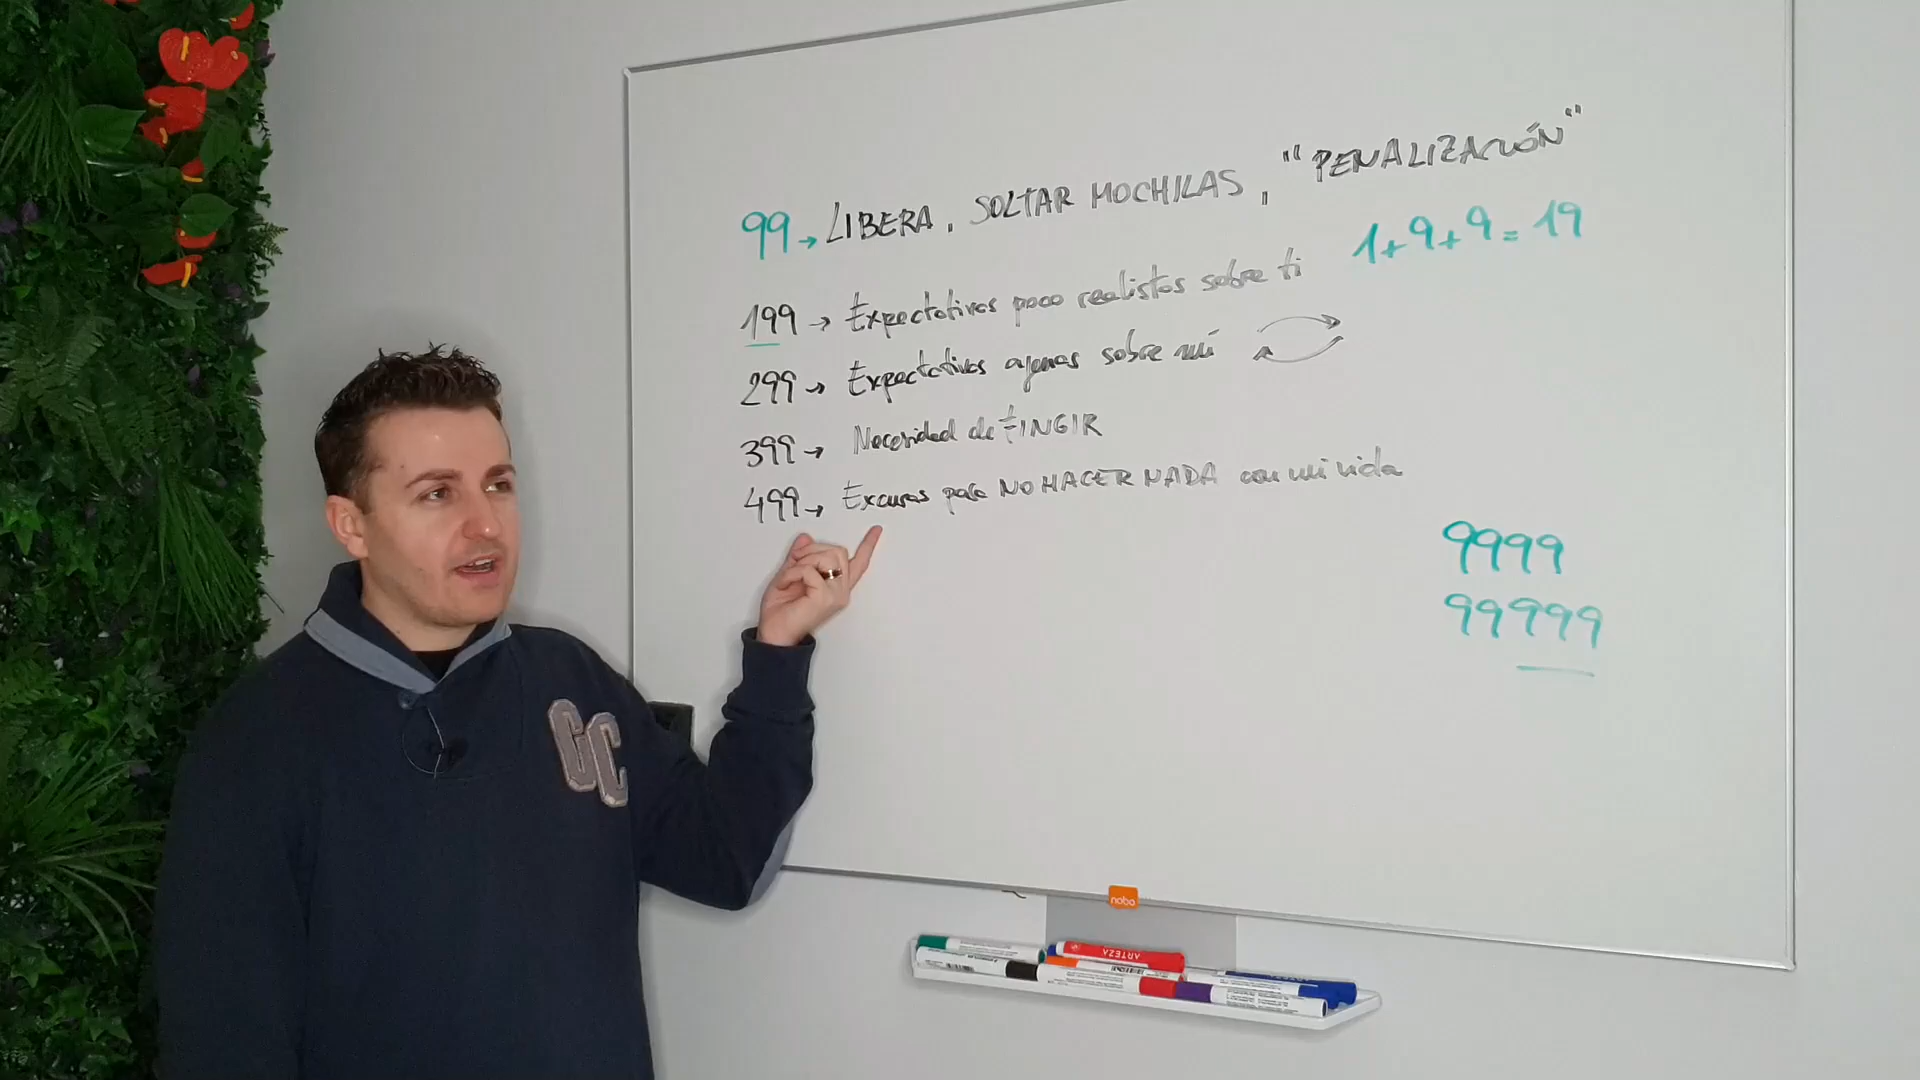 99 → LIBERA, SOLTAR MOCHILAS, "PENALIZACIÓN"
1+9+9=19
199 → Expectativas poco realistas sobre ti
299 → Expectativas ajenas sobre mí
399 → Necesidad de FINGIR
499 → Excusas para NO HACER NADA con mi vida
9999
99999
GC
nobo
ARTEZA